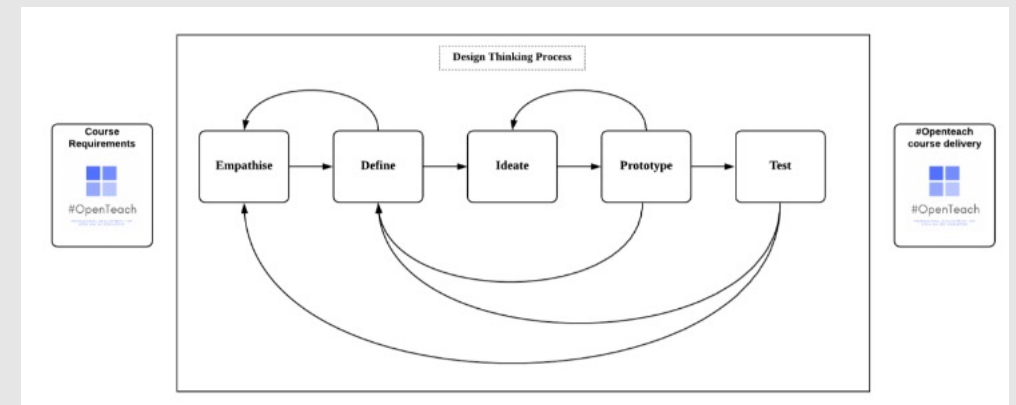 Design Thinking Process
Course
Requirements
#OpenTeach
Empathise
Define
Ideate
Prototype
Test
#Openteach
course delivery
#OpenTeach